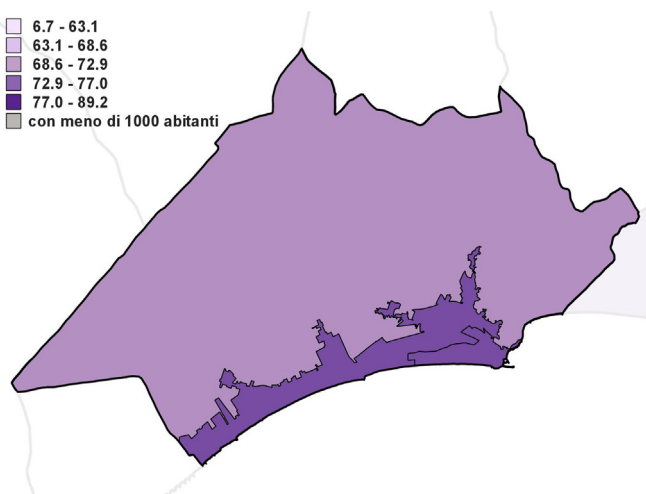 6.7 - 63.1
63.1 - 68.6
68.6 - 72.9
72.9 - 77.0
77.0 - 89.2
con meno di 1000 abitanti